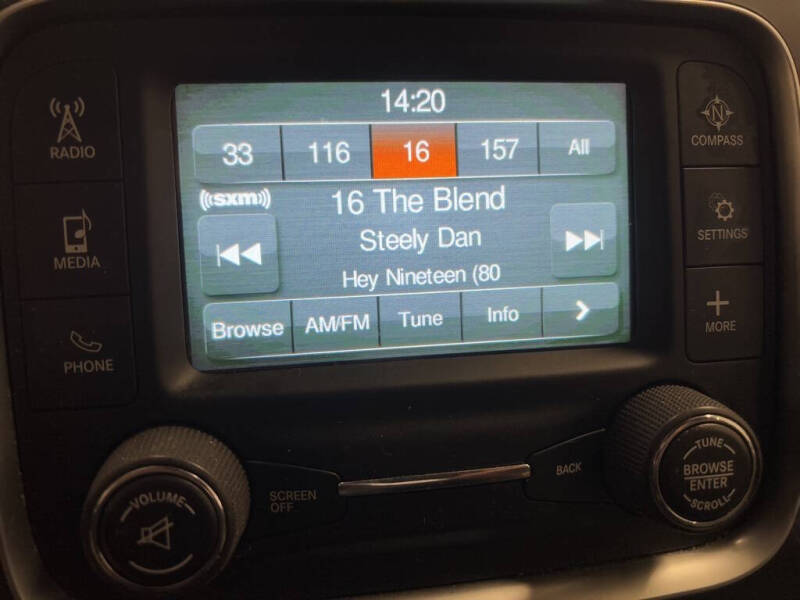 14:20
33 116 16 157 All
((sxm))
16 The Blend
Steely Dan
Hey Nineteen (80
Browse AM/FM Tune Info >
RADIO
MEDIA
PHONE
N
COMPASS
SETTINGS
+
MORE
VOLUME
SCREEN
OFF
BACK
TUNE
BROWSE
ENTER
SCROLL